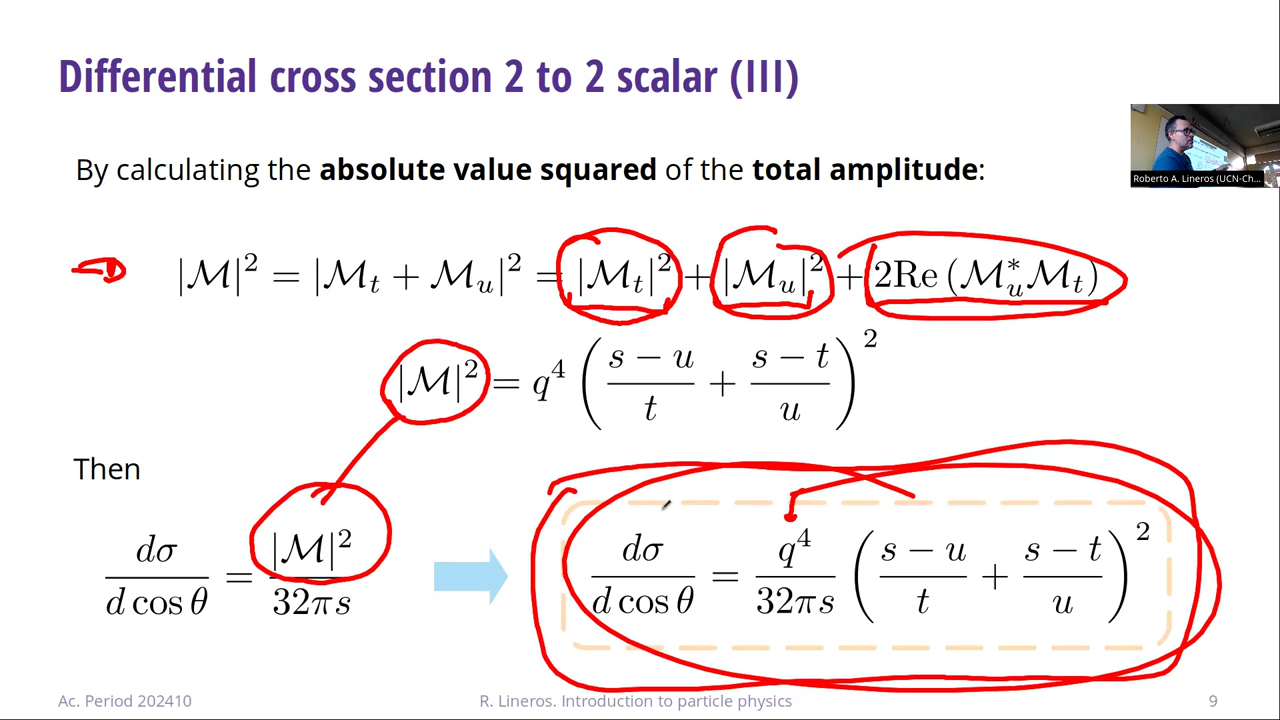 Differential cross section 2 to 2 scalar (III)
By calculating the absolute value squared of the total amplitude:
|ℳ|² = |ℳ_t + ℳ_u|² = |ℳ_t|² + |ℳ_u|² + 2Re (ℳ_u^* ℳ_t)
|ℳ|² = q⁴ ( (s − u)/t + (s − t)/u )²
Then
dσ/(d cos θ) = |ℳ|²/(32πs)
dσ/(d cos θ) = q⁴/(32πs) ( (s − u)/t + (s − t)/u )²
Roberto A. Lineros (UCN-Ch...
Ac. Period 202410
R. Lineros. Introduction to particle physics
9